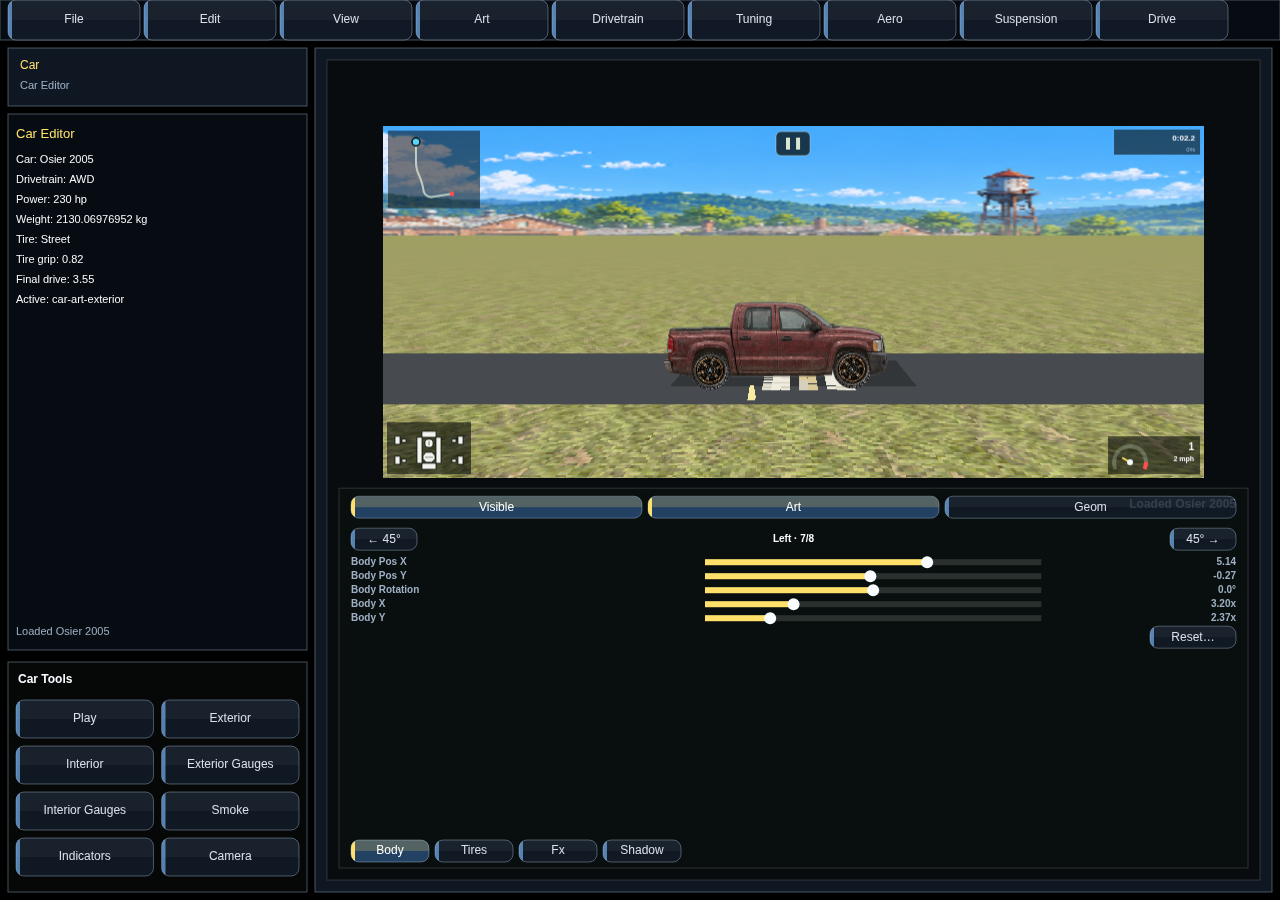 File
Edit
View
Art
Drivetrain
Tuning
Aero
Suspension
Drive
Car
Car Editor
Car Editor
Car: Osier 2005
Drivetrain: AWD
Power: 230 hp
Weight: 2130.06976952 kg
Tire: Street
Tire grip: 0.82
Final drive: 3.55
Active: car-art-exterior
Loaded Osier 2005
Car Tools
Play
Exterior
Interior
Exterior Gauges
Interior Gauges
Smoke
Indicators
Camera
0:02.2
0%
1
2 mph
Visible
Art
Geom
Loaded Osier 2005
← 45°
Left · 7/8
45° →
Body Pos X 5.14
Body Pos Y -0.27
Body Rotation 0.0°
Body X 3.20x
Body Y 2.37x
Reset…
Body
Tires
Fx
Shadow